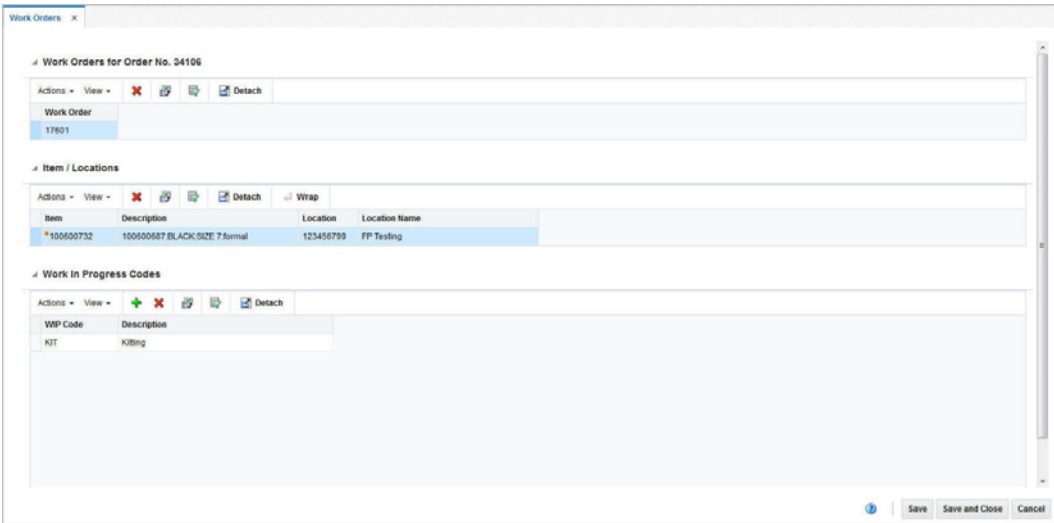 Work Orders ×
Work Orders for Order No. 34106
Actions View Detach
Work Order
17601
Item / Locations
Actions View Detach Wrap
Item Description Location Location Name
*100600732 100600687:BLACK:SIZE 7:formal 123456799 FP Testing
Work In Progress Codes
Actions View Detach
WIP Code Description
KIT Kitting
Save Save and Close Cancel